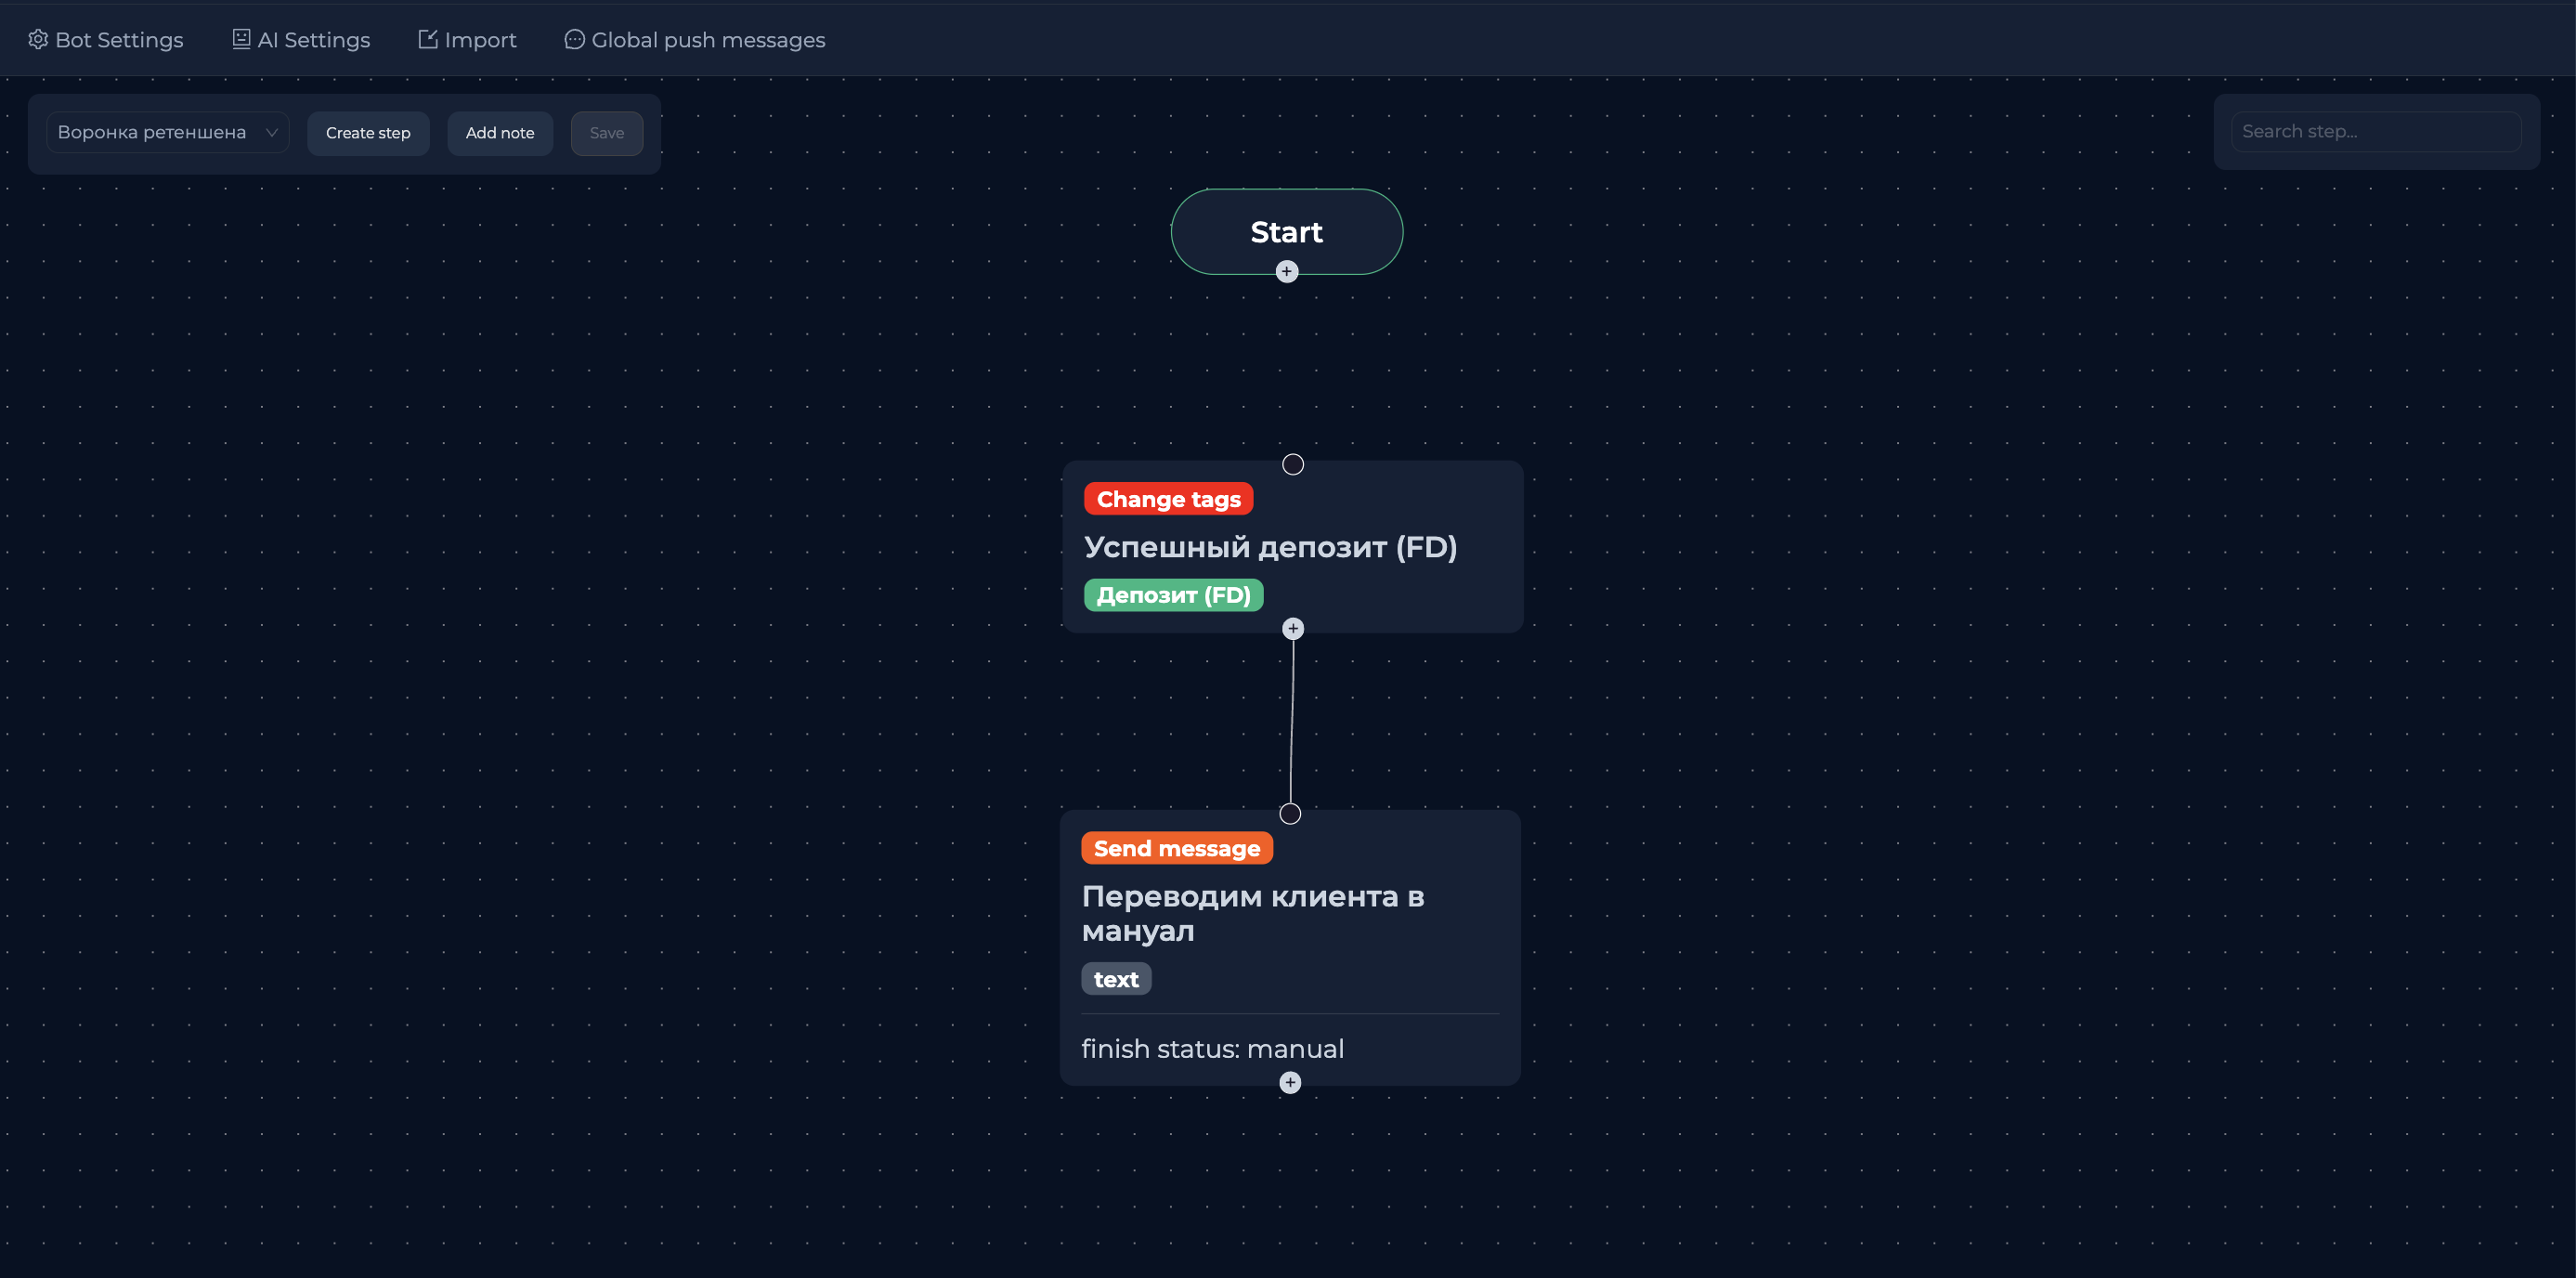 Bot Settings AI Settings Import Global push messages
Воронка ретеншена Create step Add note Save Search step...
Start
Change tags
Успешный депозит (FD)
Депозит (FD)
Send message
Переводим клиента в
мануал
text
finish status: manual